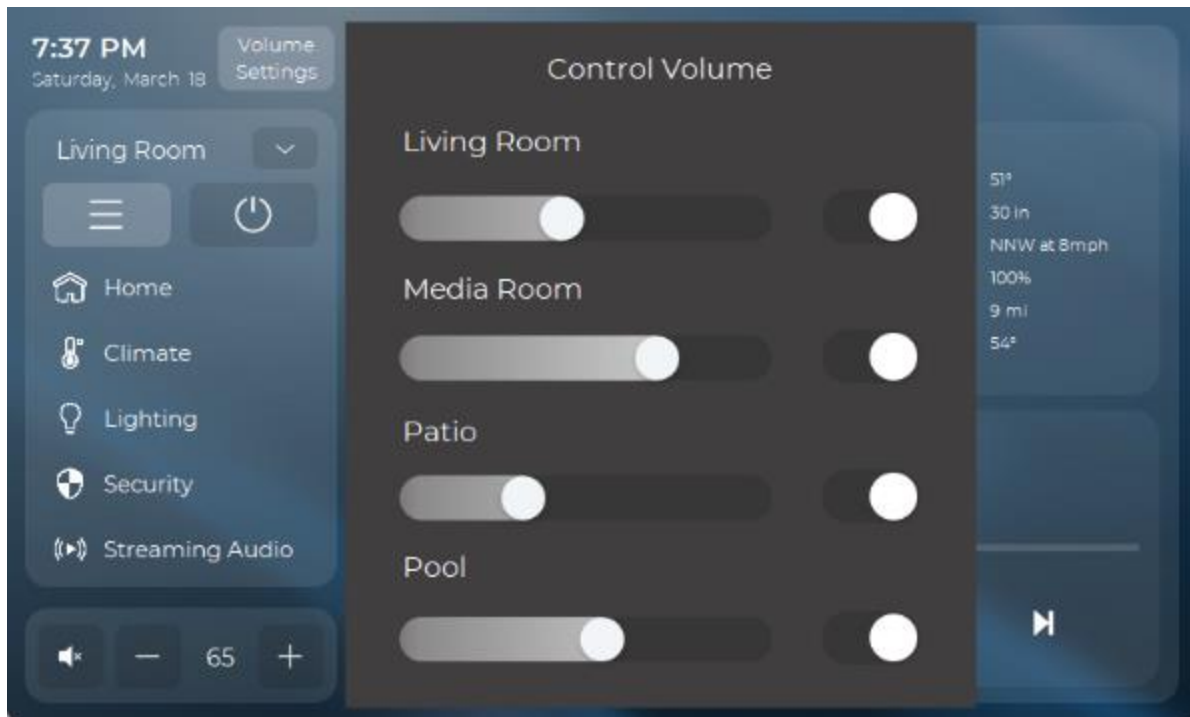 7:37 PM
Saturday, March 18
Volume
Settings
Living Room
Home
Climate
Lighting
Security
Streaming Audio
65
Control Volume
Living Room
Media Room
Patio
Pool
51°
30 in
NNW at 8mph
100%
9 mi
54°